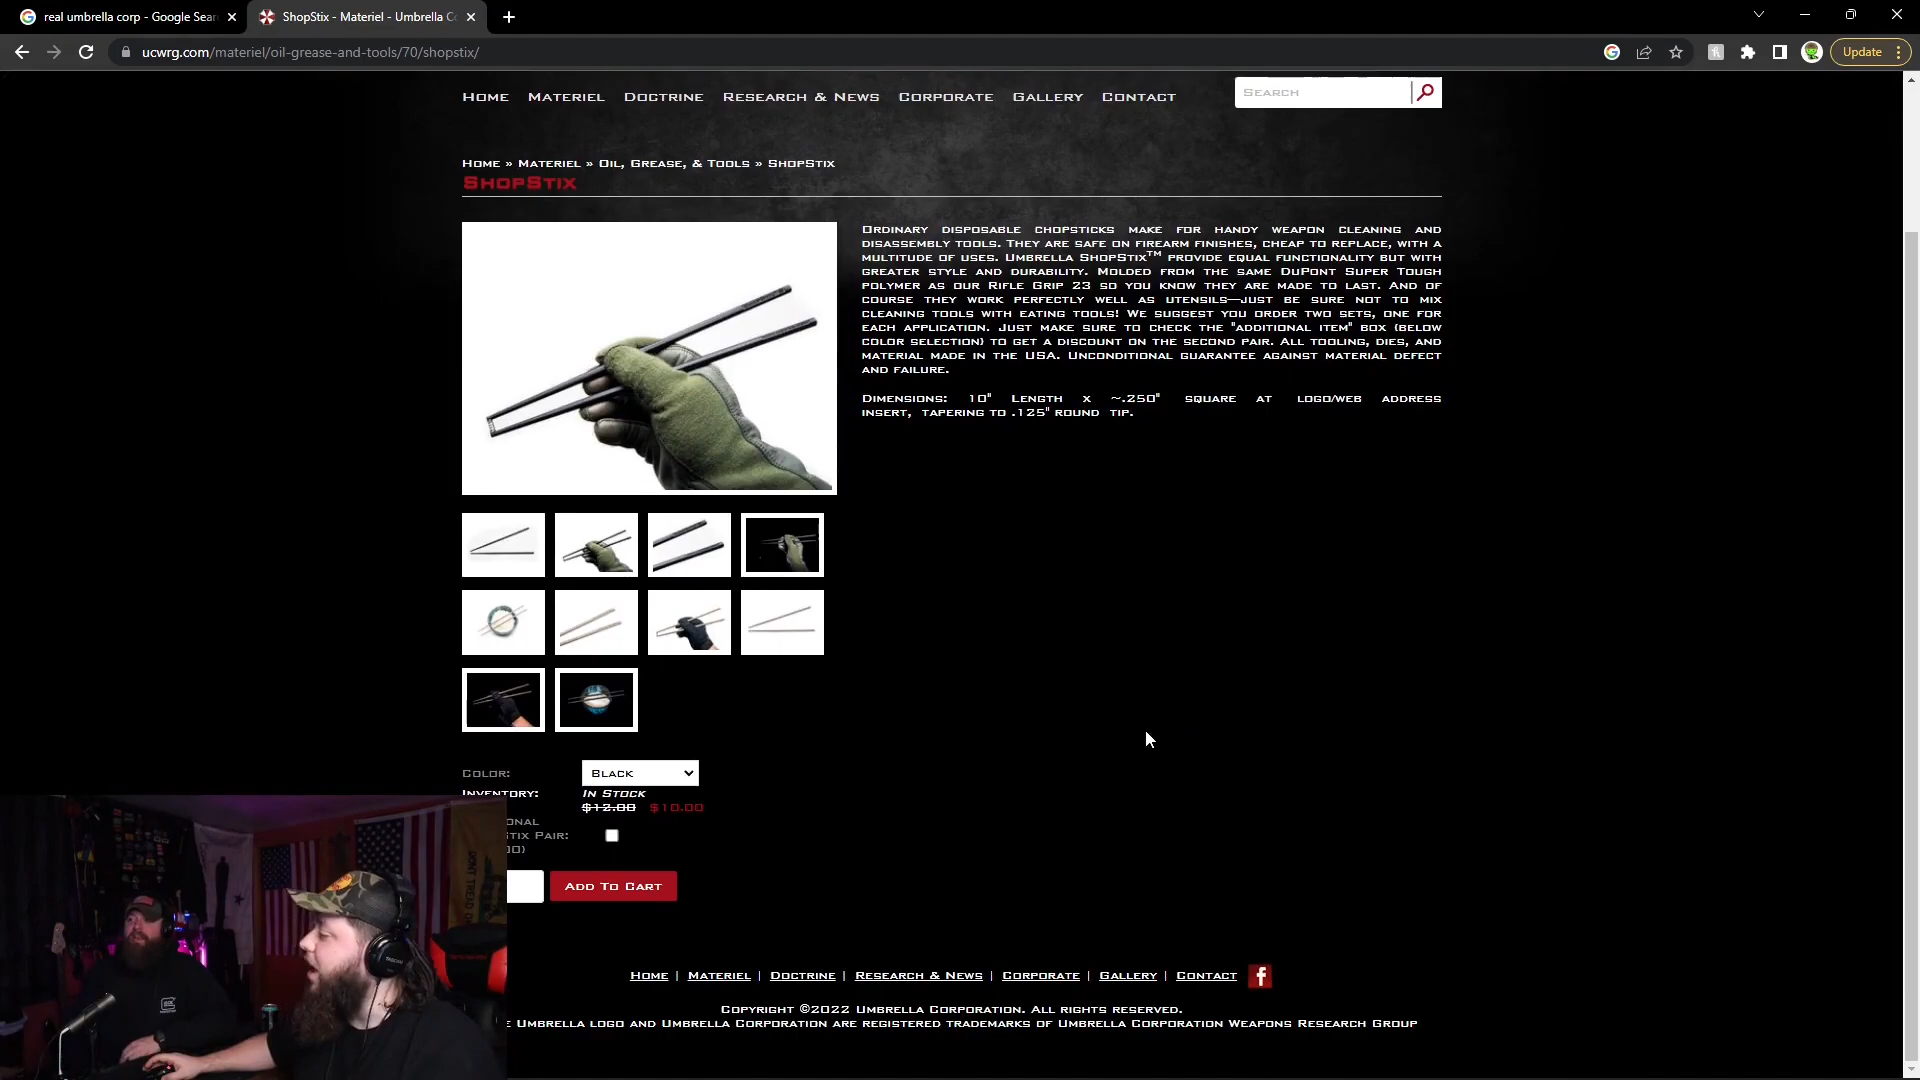 real umbrella corp - Google Sear
ShopStix - Materiel - Umbrella Co
ucwrg.com/materiel/oil-grease-and-tools/70/shopstix/
Update
Home Materiel Doctrine Research & News Corporate Gallery Contact
Search
Home » Materiel » Oil, Grease, & Tools » ShopStix
ShopStix
Ordinary disposable chopsticks make for handy weapon cleaning and
disassembly tools. They are safe on firearm finishes, cheap to replace, with a
multitude of uses. Umbrella ShopStix™ provide equal functionality but with
greater style and durability. Molded from the same DuPont Super Tough
polymer as our Rifle Grip 23 so you know they are made to last. And of
course they work perfectly well as utensils—just be sure not to mix
cleaning tools with eating tools! We suggest you order two sets, one for
each application. Just make sure to check the "additional item" box (below
color selection) to get a discount on the second pair. All tooling, dies, and
material made in the USA. Unconditional guarantee against material defect
and failure.
Dimensions: 10" Length x ~.250" square at logo/web address
insert, tapering to .125" round tip.
Color:
Black
Inventory:
In Stock
$12.00 $10.00
onal
tix Pair:
00)
Add To Cart
Home | Materiel | Doctrine | Research & News | Corporate | Gallery | Contact
Copyright ©2022 Umbrella Corporation. All rights reserved.
e Umbrella logo and Umbrella Corporation are registered trademarks of Umbrella Corporation Weapons Research Group